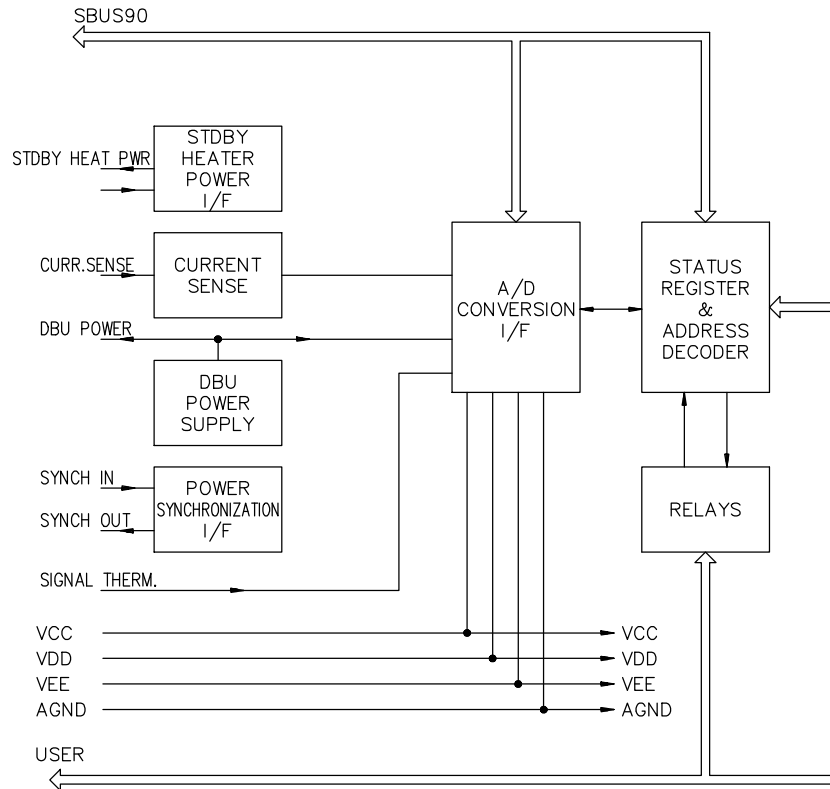 SBUS90
STDBY HEAT PWR
STDBY
HEATER
POWER
I/F
CURR.SENSE
CURRENT
SENSE
DBU POWER
DBU
POWER
SUPPLY
A/D
CONVERSION
I/F
STATUS
REGISTER
&
ADDRESS
DECODER
SYNCH IN
SYNCH OUT
POWER
SYNCHRONIZATION
I/F
RELAYS
SIGNAL THERM.
VCC
VCC
VDD
VDD
VEE
VEE
AGND
AGND
USER